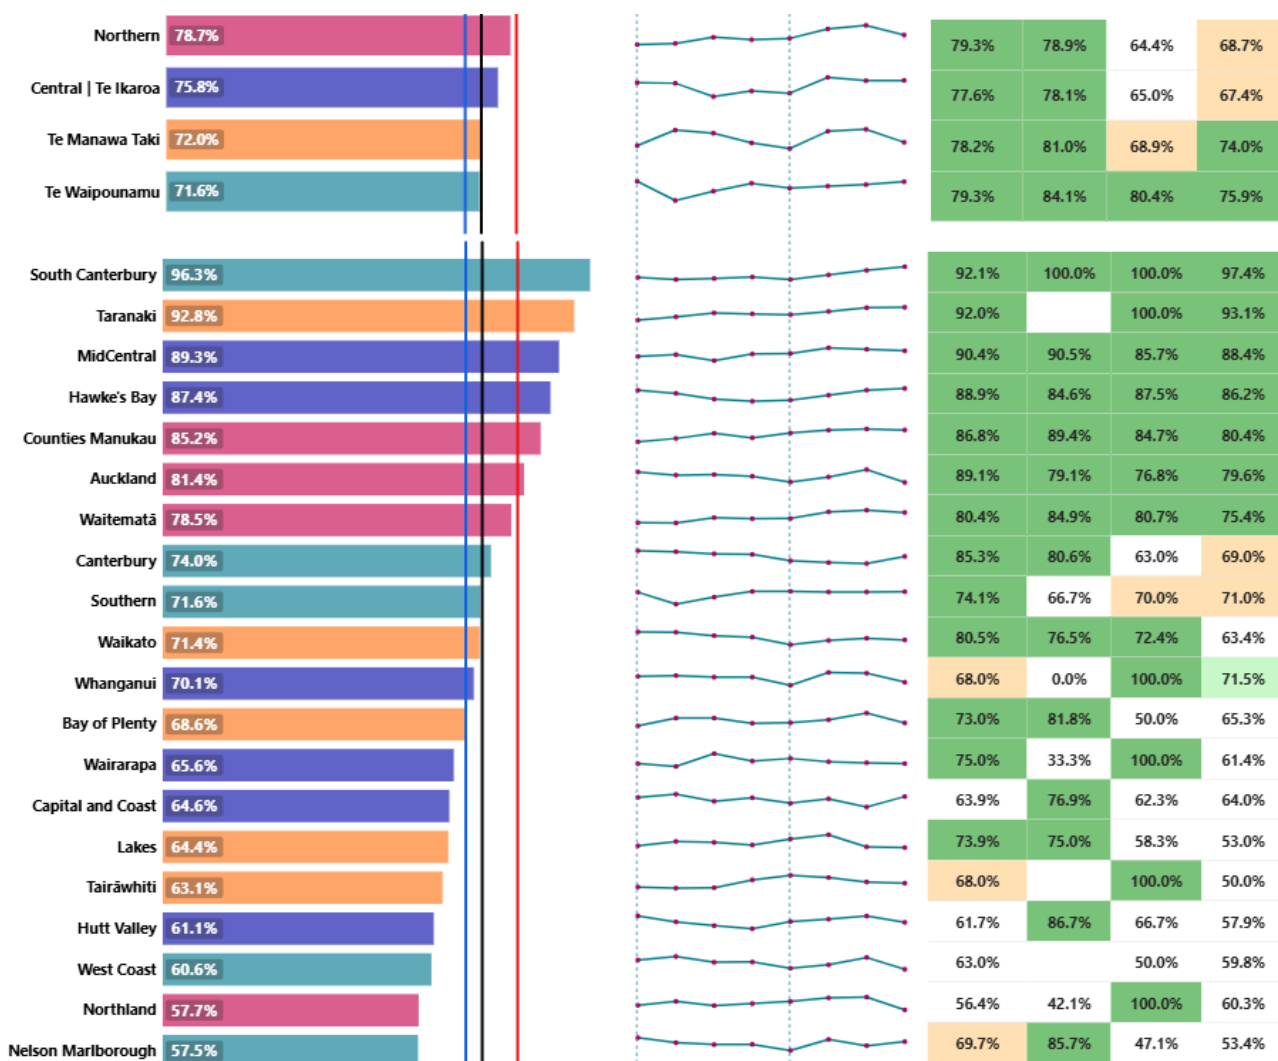 Northern 78.7% 79.3% 78.9% 64.4% 68.7%
Central | Te Ikaroa 75.8% 77.6% 78.1% 65.0% 67.4%
Te Manawa Taki 72.0% 78.2% 81.0% 68.9% 74.0%
Te Waipounamu 71.6% 79.3% 84.1% 80.4% 75.9%
South Canterbury 96.3% 92.1% 100.0% 100.0% 97.4%
Taranaki 92.8% 92.0% 100.0% 93.1%
MidCentral 89.3% 90.4% 90.5% 85.7% 88.4%
Hawke's Bay 87.4% 88.9% 84.6% 87.5% 86.2%
Counties Manukau 85.2% 86.8% 89.4% 84.7% 80.4%
Auckland 81.4% 89.1% 79.1% 76.8% 79.6%
Waitematā 78.5% 80.4% 84.9% 80.7% 75.4%
Canterbury 74.0% 85.3% 80.6% 63.0% 69.0%
Southern 71.6% 74.1% 66.7% 70.0% 71.0%
Waikato 71.4% 80.5% 76.5% 72.4% 63.4%
Whanganui 70.1% 68.0% 0.0% 100.0% 71.5%
Bay of Plenty 68.6% 73.0% 81.8% 50.0% 65.3%
Wairarapa 65.6% 75.0% 33.3% 100.0% 61.4%
Capital and Coast 64.6% 63.9% 76.9% 62.3% 64.0%
Lakes 64.4% 73.9% 75.0% 58.3% 53.0%
Tairāwhiti 63.1% 68.0% 100.0% 50.0%
Hutt Valley 61.1% 61.7% 86.7% 66.7% 57.9%
West Coast 60.6% 63.0% 50.0% 59.8%
Northland 57.7% 56.4% 42.1% 100.0% 60.3%
Nelson Marlborough 57.5% 69.7% 85.7% 47.1% 53.4%